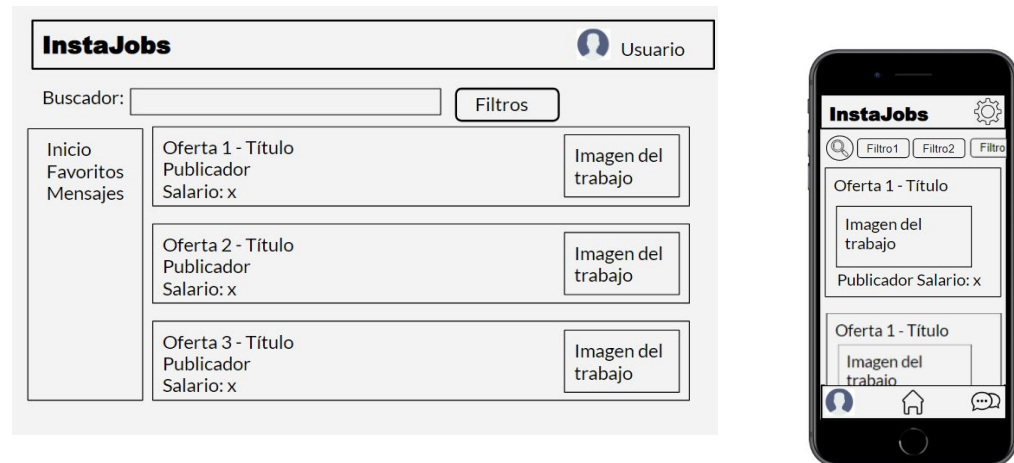 InstaJobs
Usuario
Buscador:
Filtros
Inicio
Favoritos
Mensajes
Oferta 1 - Título
Publicador
Salario: x
Imagen del
trabajo
Oferta 2 - Título
Publicador
Salario: x
Imagen del
trabajo
Oferta 3 - Título
Publicador
Salario: x
Imagen del
trabajo
InstaJobs
Filtro1
Filtro2
Filtro
Oferta 1 - Título
Imagen del
trabajo
Publicador Salario: x
Oferta 1 - Título
Imagen del
trabajo